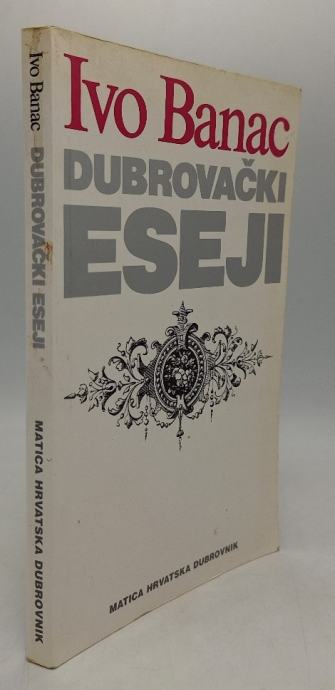 Ivo Banac DUBROVAČKI ESEJI MATICA HRVATSKA DUBROVNIK
Ivo Banac
DUBROVAČKI
ESEJI
MATICA HRVATSKA DUBROVNIK